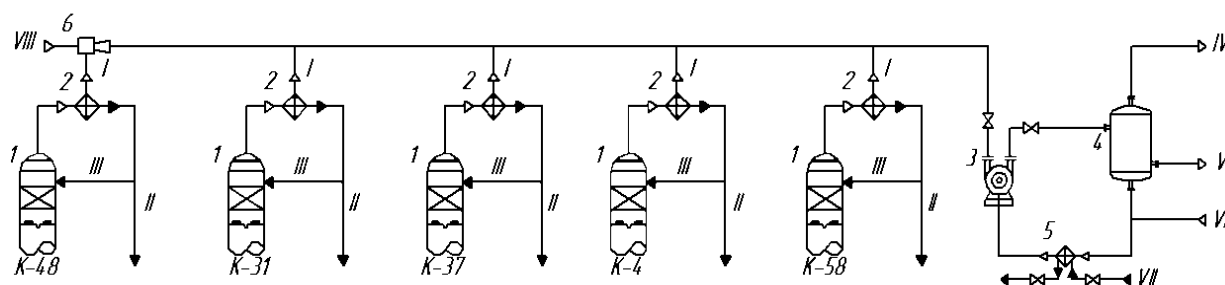 6
VIII I I I I I IV
2 2 2 2 2
1 1 1 1 1 3 4
III III III III III V
II II II II II
5
К-48 К-31 К-37 К-4 К-58 VII